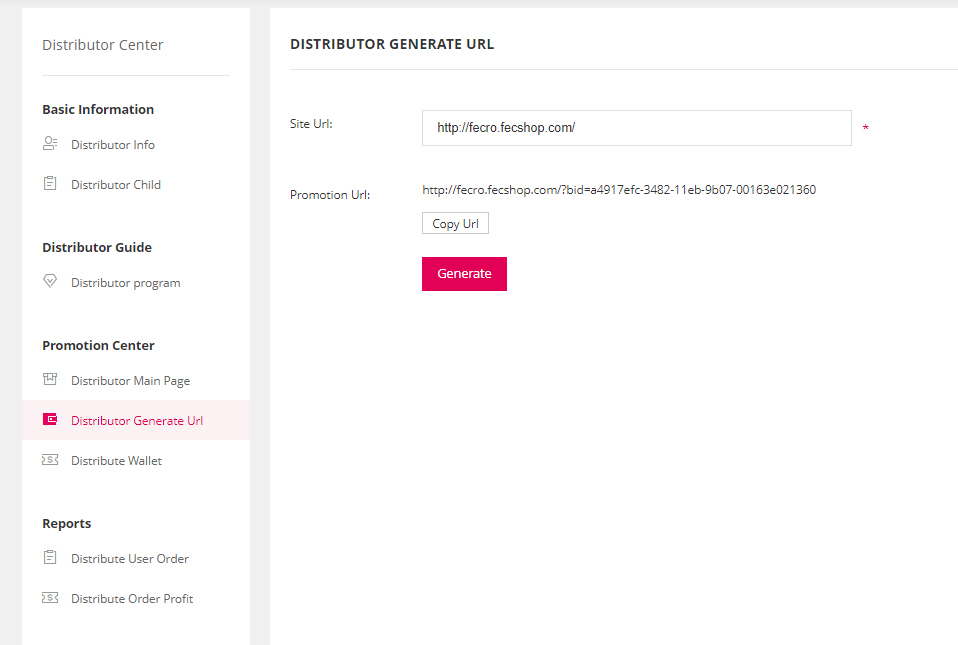 Distributor Center
Basic Information
Distributor Info
Distributor Child
Distributor Guide
Distributor program
Promotion Center
Distributor Main Page
Distributor Generate Url
Distribute Wallet
Reports
Distribute User Order
Distribute Order Profit
DISTRIBUTOR GENERATE URL
Site Url: http://fecro.fecshop.com/ *
Promotion Url: http://fecro.fecshop.com/?bid=a4917efc-3482-11eb-9b07-00163e021360
Copy Url
Generate